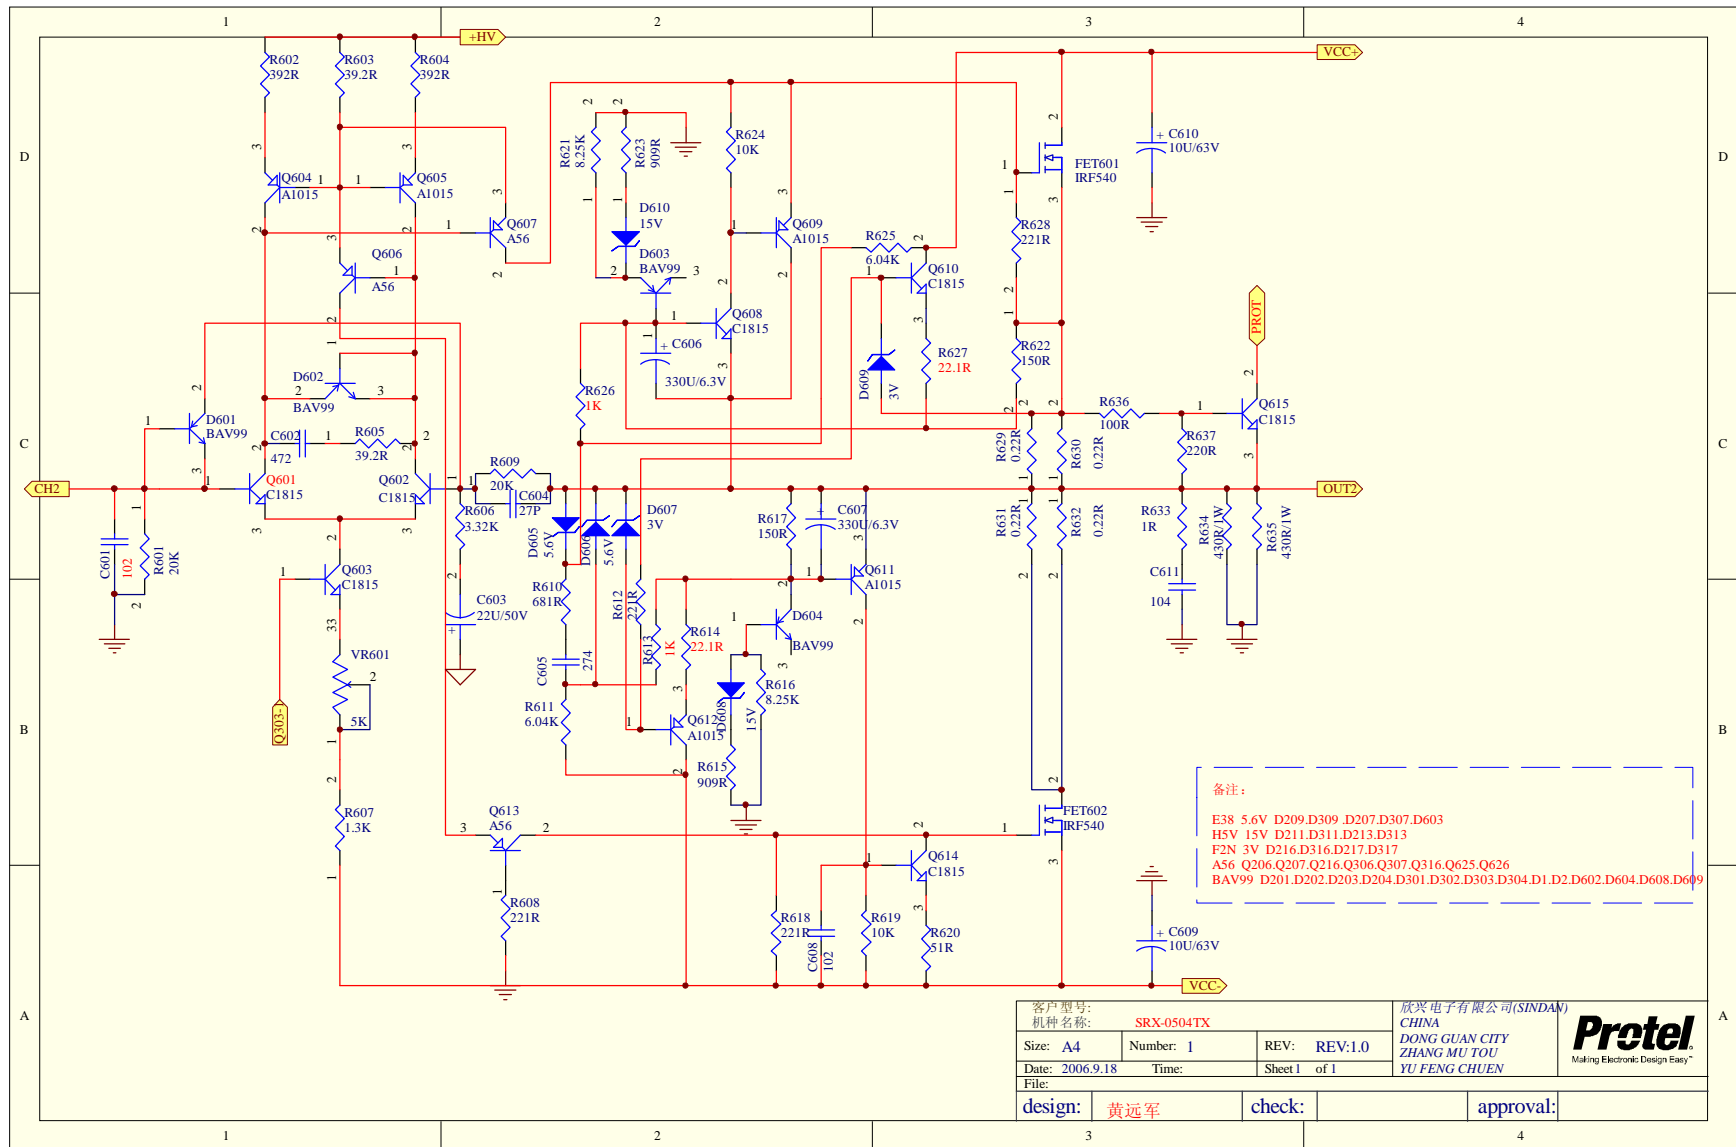 1 2 3 4
+HV
VCC+
R602
392R
R603
39.2R
R604
392R
D
D
R621
8.25K
R623
909R
R624
10K
C610
10U/63V
FET601
IRF540
Q604
A1015
Q605
A1015
Q607
A56
D610
15V
D603
BAV99
Q609
A1015
R625
6.04K
R628
221R
Q606
A56
Q610
C1815
PROT
Q608
C1815
C606
330U/6.3V
R627
22.1R
R622
150R
D609
3V
D602
BAV99
R626
1K
D601
BAV99
C602
472
R605
39.2R
R636
100R
Q615
C1815
C
C
R629
0.22R
R630
0.22R
R637
220R
CH2
Q601
C1815
Q602
C1815
R609
20K
C604
27P
OUT2
R606
3.32K
D605
5.6V
D606
5.6V
D607
3V
R617
150R
C607
330U/6.3V
R631
0.22R
R632
0.22R
R633
1R
R634
430R/1W
R635
430R/1W
C601
102
R601
20K
Q603
C1815
C603
22U/50V
R610
681R
R612
221R
Q611
A1015
C611
104
D604
BAV99
R613
1K
R614
22.1R
VR601
5K
C605
274
R616
8.25K
R611
6.04K
Q612
A1015
D608
15V
Q303-1
B
B
R615
909R
R607
1.3K
Q613
A56
FET602
IRF540
备注：
E38 5.6V D209.D309 .D207.D307.D603
H5V 15V D211.D311.D213.D313
F2N 3V D216.D316.D217.D317
A56 Q206.Q207.Q216.Q306.Q307.Q316.Q625.Q626
BAV99 D201.D202.D203.D204.D301.D302.D303.D304.D1.D2.D602.D604.D608.D609
Q614
C1815
R608
221R
R618
221R
C608
102
R619
10K
R620
51R
C609
10U/63V
VCC-
A
A
客户型号:
机种名称: SRX-0504TX
欣兴电子有限公司(SINDAN)
CHINA
DONG GUAN CITY
ZHANG MU TOU
YU FENG CHUEN
Protel
Making Electronic Design Easy™
Size: A4 Number: 1 REV: REV:1.0
Date: 2006.9.18 Time: Sheet 1 of 1
File:
design: 黄远军 check: approval:
1 2 3 4